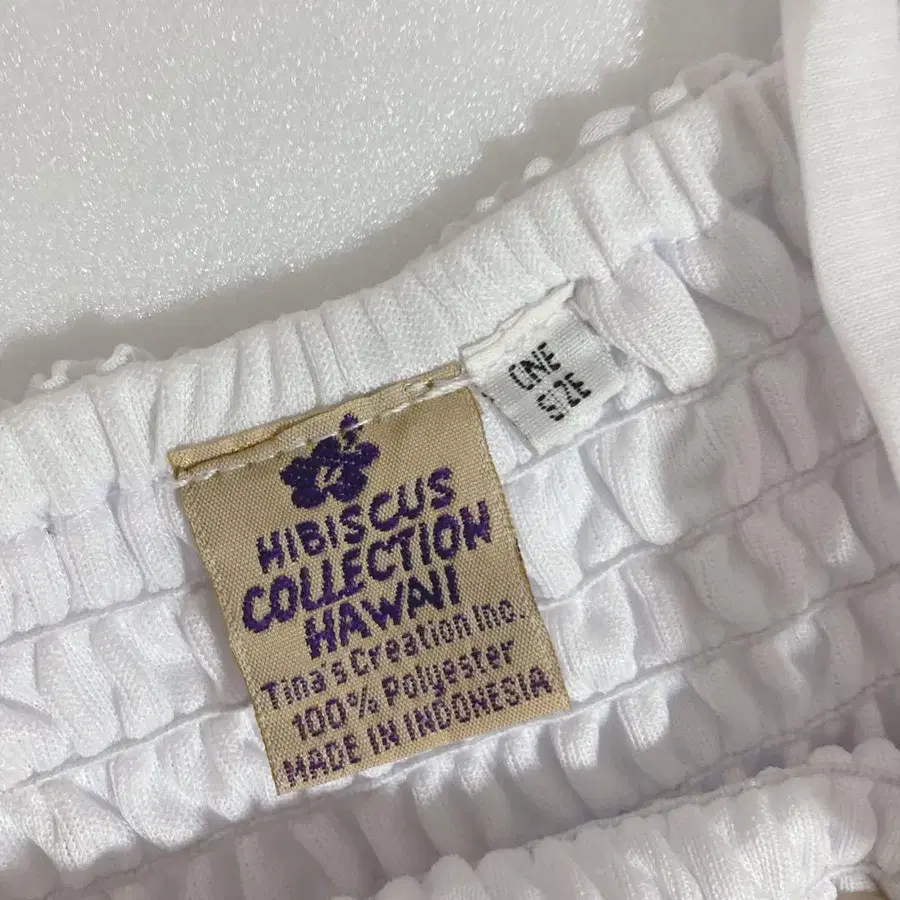 HIBISCUS
COLLECTION
HAWAII
Tina's Creation Inc.
100% Polyester
MADE IN INDONESIA
ONE
SIZE